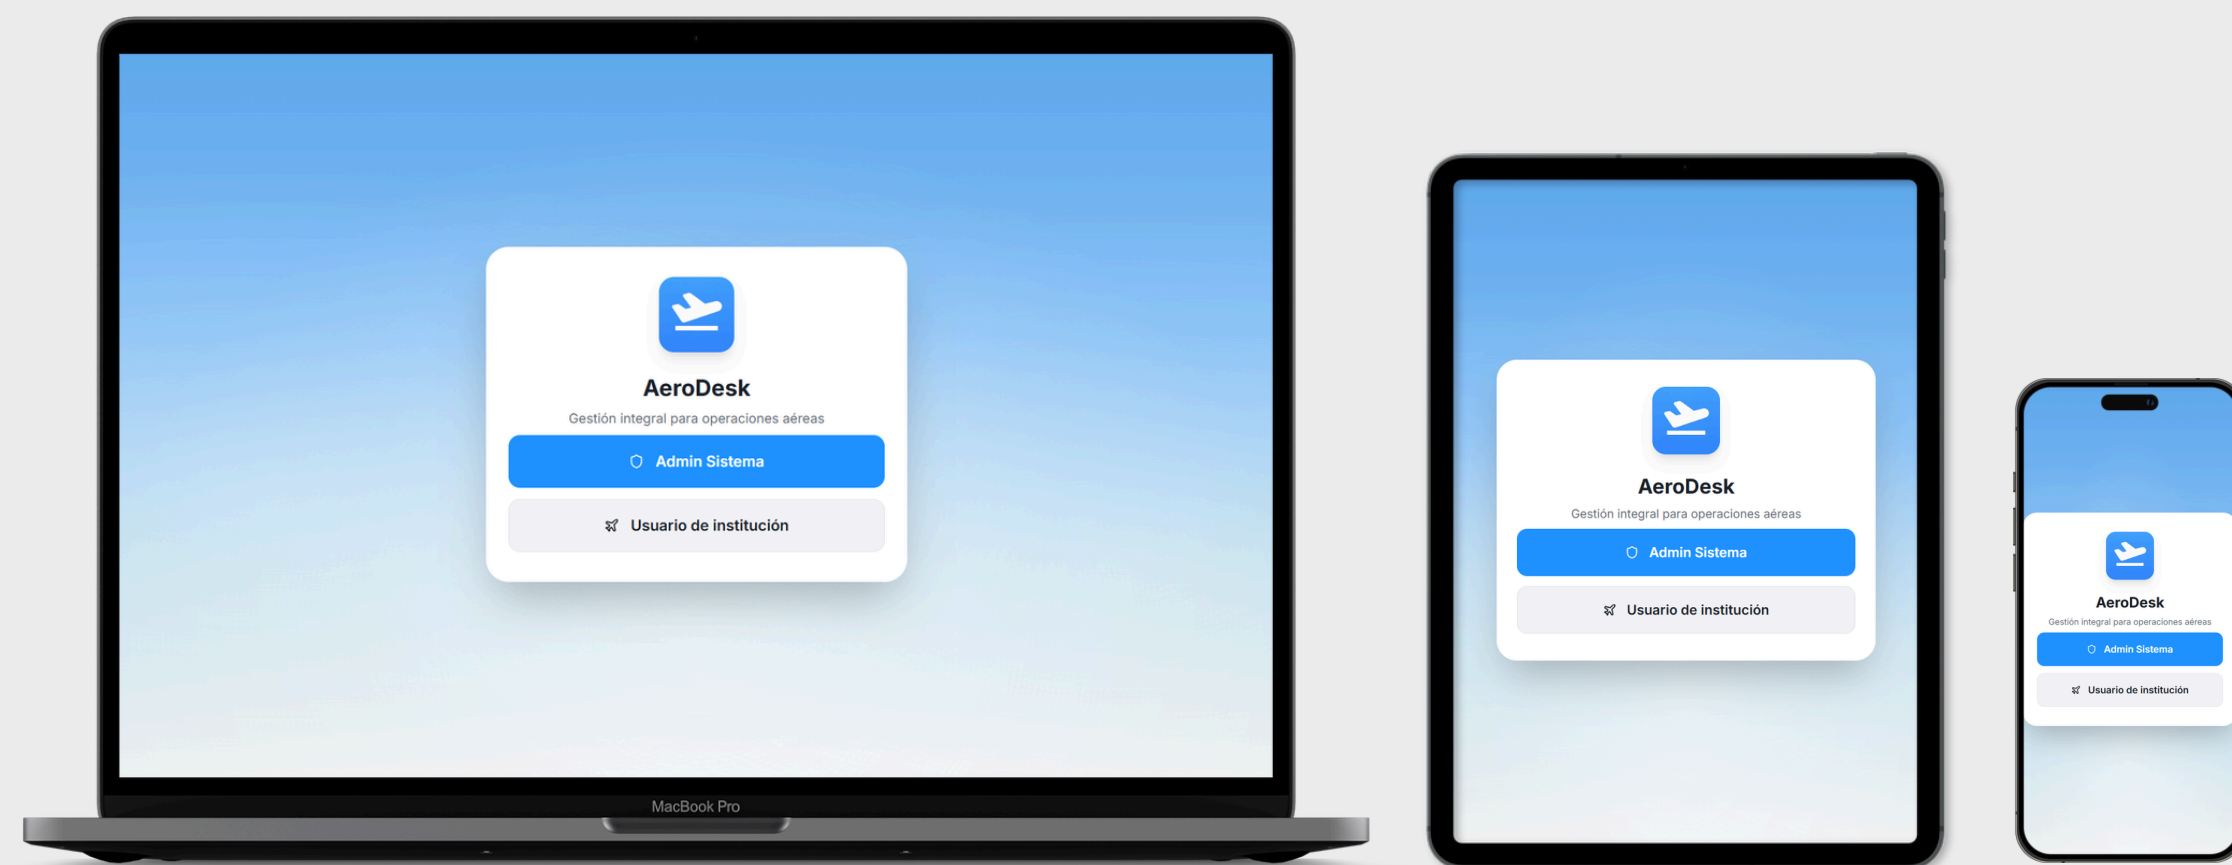 AeroDesk
Gestión integral para operaciones aéreas
Admin Sistema
Usuario de institución
MacBook Pro
AeroDesk
Gestión integral para operaciones aéreas
Admin Sistema
Usuario de institución
AeroDesk
Gestión integral para operaciones aéreas
Admin Sistema
Usuario de institución